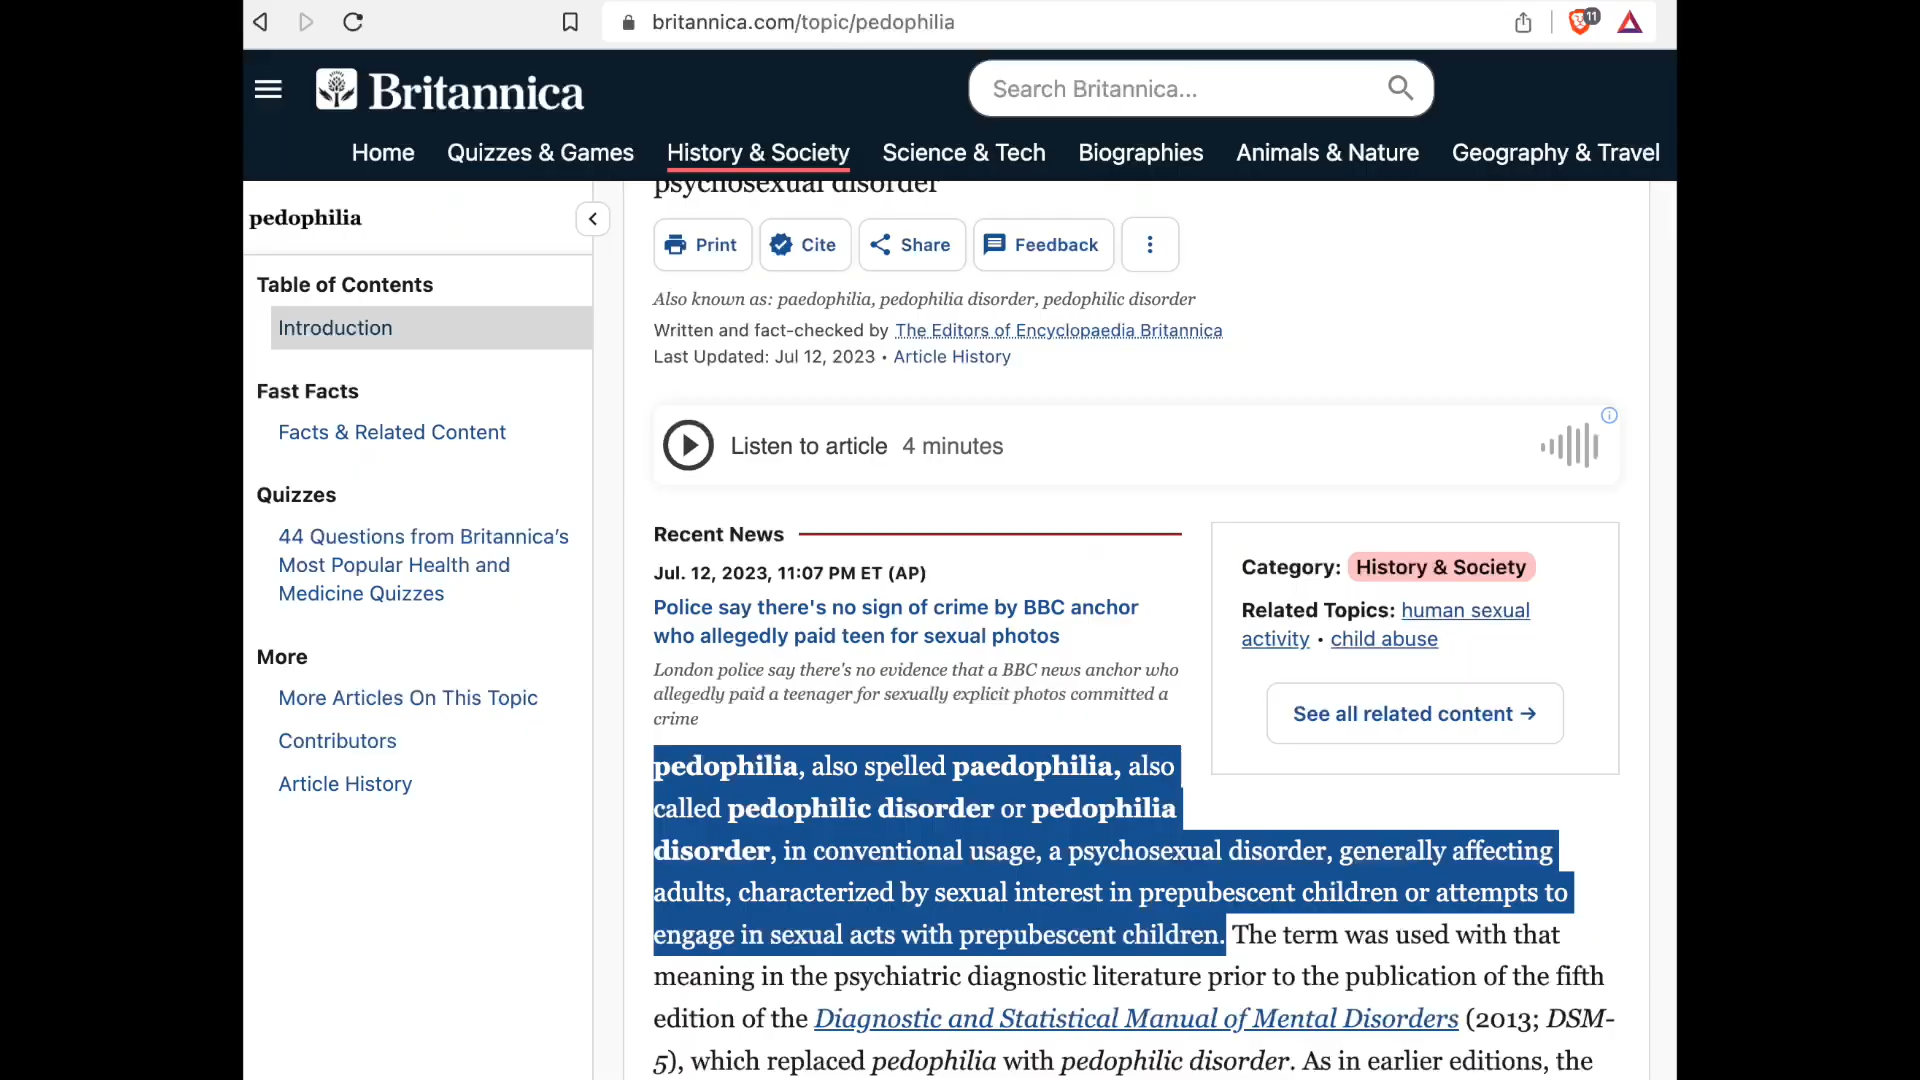 britannica.com/topic/pedophilia
11
Britannica
Search Britannica...
Home Quizzes & Games History & Society Science & Tech Biographies Animals & Nature Geography & Travel
pedophilia
Table of Contents
Introduction
Fast Facts
Facts & Related Content
Quizzes
44 Questions from Britannica's
Most Popular Health and
Medicine Quizzes
More
More Articles On This Topic
Contributors
Article History
psychosexual disorder
Print Cite Share Feedback
Also known as: paedophilia, pedophilia disorder, pedophilic disorder
Written and fact-checked by The Editors of Encyclopaedia Britannica
Last Updated: Jul 12, 2023 • Article History
Listen to article 4 minutes
Recent News
Jul. 12, 2023, 11:07 PM ET (AP)
Police say there's no sign of crime by BBC anchor
who allegedly paid teen for sexual photos
London police say there's no evidence that a BBC news anchor who
allegedly paid a teenager for sexually explicit photos committed a
crime
Category: History & Society
Related Topics: human sexual
activity • child abuse
See all related content →
pedophilia, also spelled paedophilia, also
called pedophilic disorder or pedophilia
disorder, in conventional usage, a psychosexual disorder, generally affecting
adults, characterized by sexual interest in prepubescent children or attempts to
engage in sexual acts with prepubescent children. The term was used with that
meaning in the psychiatric diagnostic literature prior to the publication of the fifth
edition of the Diagnostic and Statistical Manual of Mental Disorders (2013; DSM-
5), which replaced pedophilia with pedophilic disorder. As in earlier editions, the